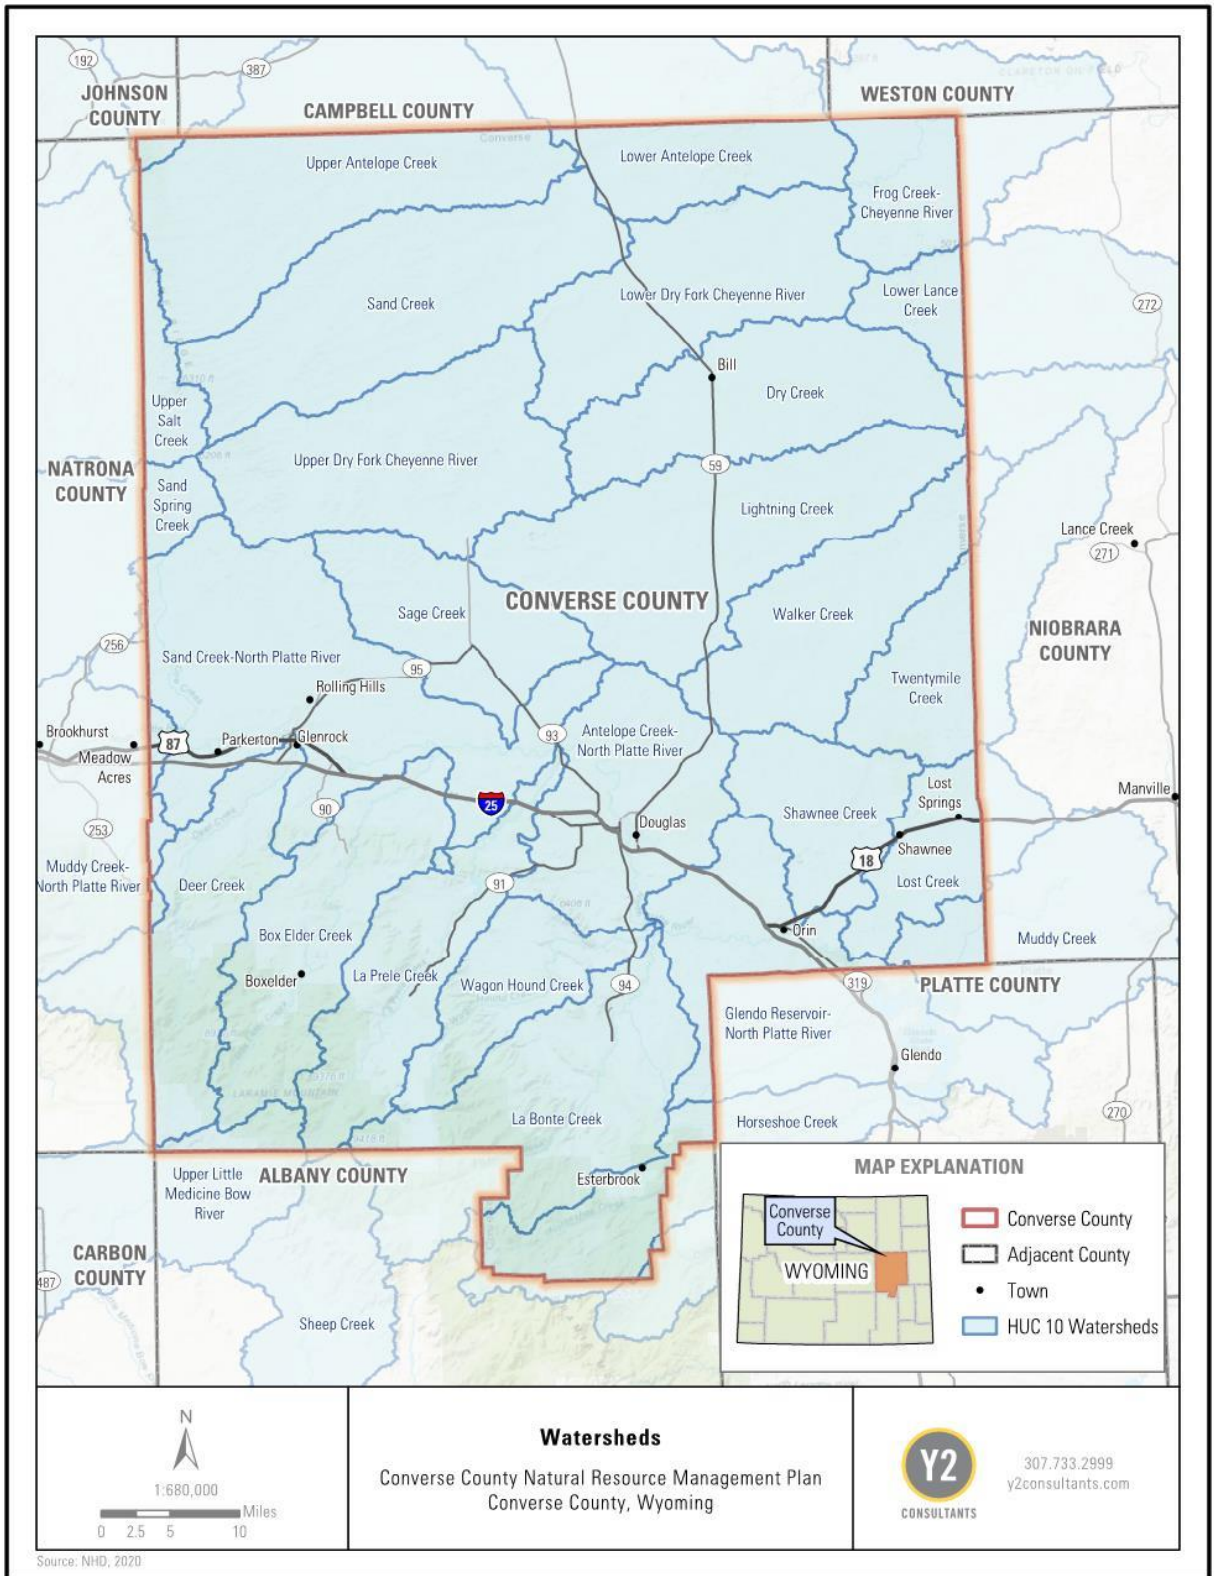 192
387
JOHNSON
COUNTY
CAMPBELL COUNTY
WESTON COUNTY
Converse
Upper Antelope Creek
Lower Antelope Creek
Frog Creek-
Cheyenne River
Sand Creek
Lower Dry Fork Cheyenne River
Lower Lance
Creek
272
Bill
Dry Creek
Upper
Salt
Creek
NATRONA
COUNTY
Upper Dry Fork Cheyenne River
59
Sand
Spring
Creek
Lightning Creek
Lance Creek
271
CONVERSE COUNTY
Sage Creek
Walker Creek
NIOBRARA
COUNTY
256
Sand Creek-North Platte River
95
Rolling Hills
Twentymile
Creek
Brookhurst
87
Parkerton
Glenrock
93
Antelope Creek-
North Platte River
Meadow
Acres
Lost
Springs
Manville
90
25
Shawnee Creek
253
Douglas
Shawnee
18
Muddy Creek-
North Platte River
Deer Creek
91
Lost Creek
Box Elder Creek
Orin
Muddy Creek
Boxelder
La Prele Creek
Wagon Hound Creek
94
319
PLATTE COUNTY
Glendo Reservoir-
North Platte River
Glendo
LARAMIE MOUNTAINS
La Bonte Creek
Horseshoe Creek
270
Upper Little
Medicine Bow
River
ALBANY COUNTY
Esterbrook
CARBON
COUNTY
487
Sheep Creek
MAP EXPLANATION
Converse
County
WYOMING
Converse County
Adjacent County
Town
HUC 10 Watersheds
N
1:680,000
Miles
0 2.5 5 10
Watersheds
Converse County Natural Resource Management Plan
Converse County, Wyoming
Y2
CONSULTANTS
307.733.2999
y2consultants.com
Source: NHD, 2020